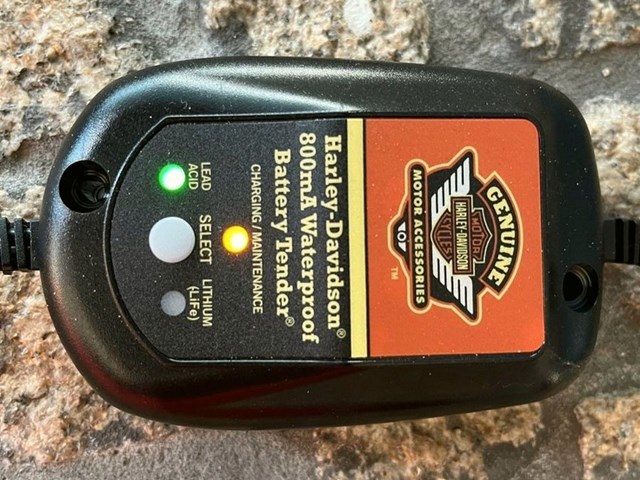 GENUINE
MOTOR
HARLEY-DAVIDSON
CYCLES
MOTOR ACCESSORIES
TM
Harley-Davidson®
800mA Waterproof
Battery Tender®
CHARGING / MAINTENANCE
LEAD
ACID
SELECT
LITHIUM
(LiFe)